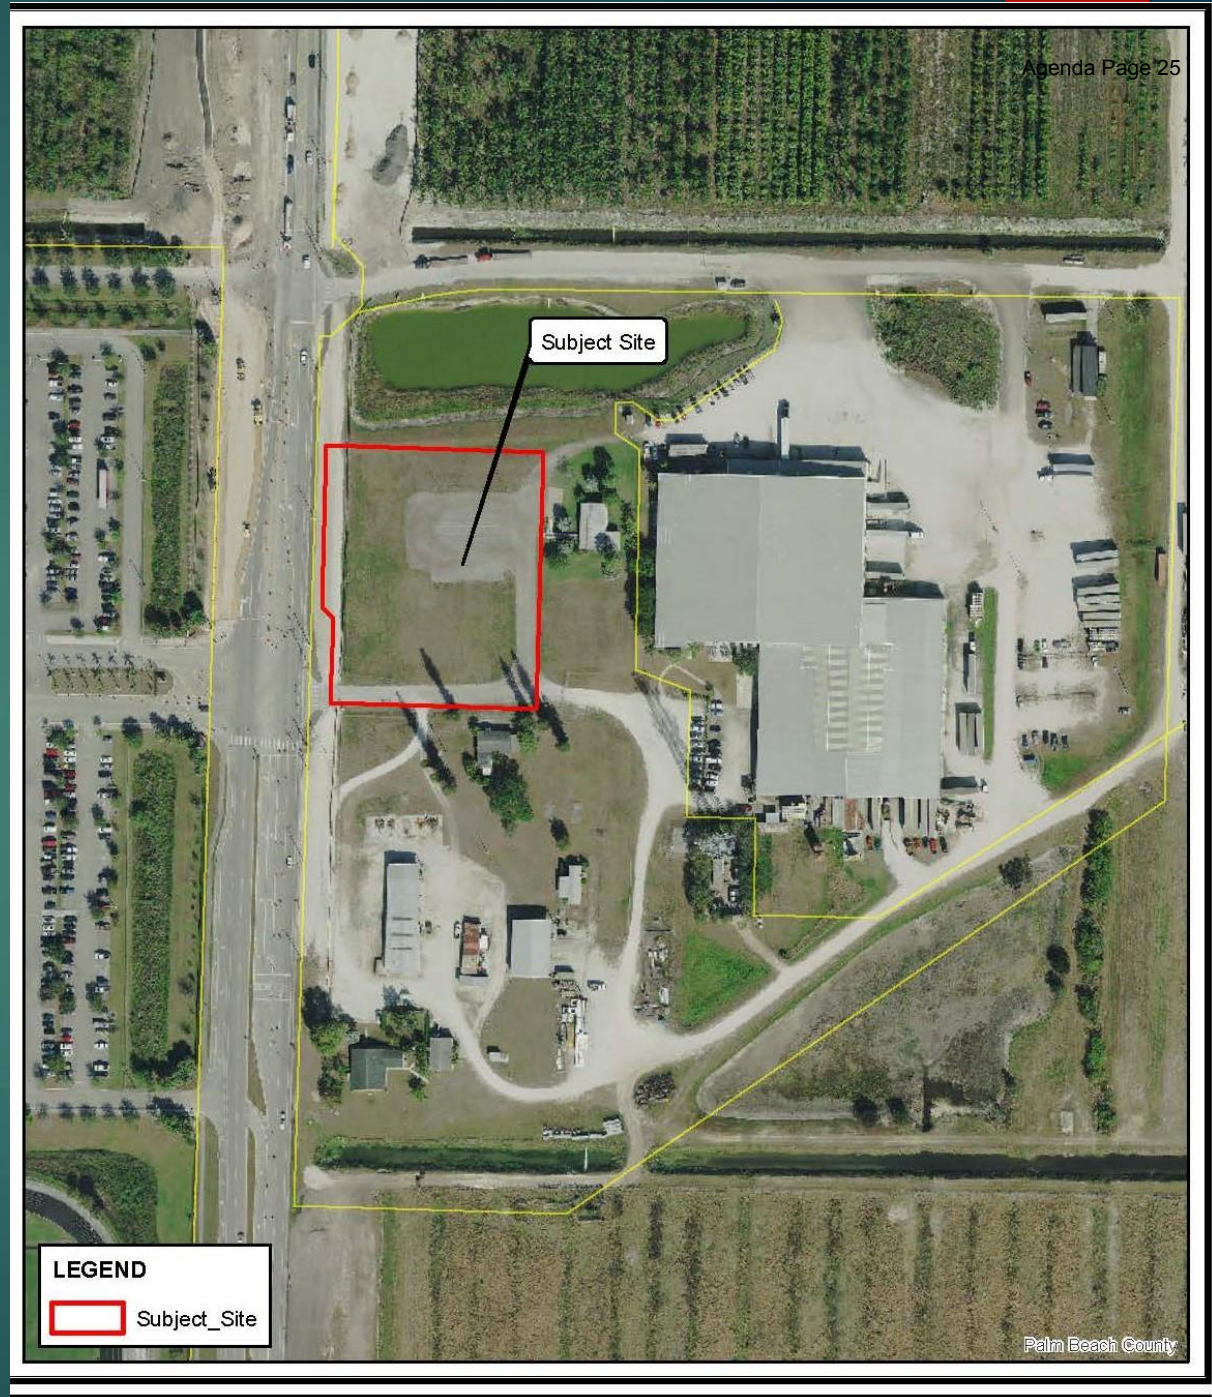 Agenda Page 25
Subject Site
LEGEND
Subject_Site
Palm Beach County